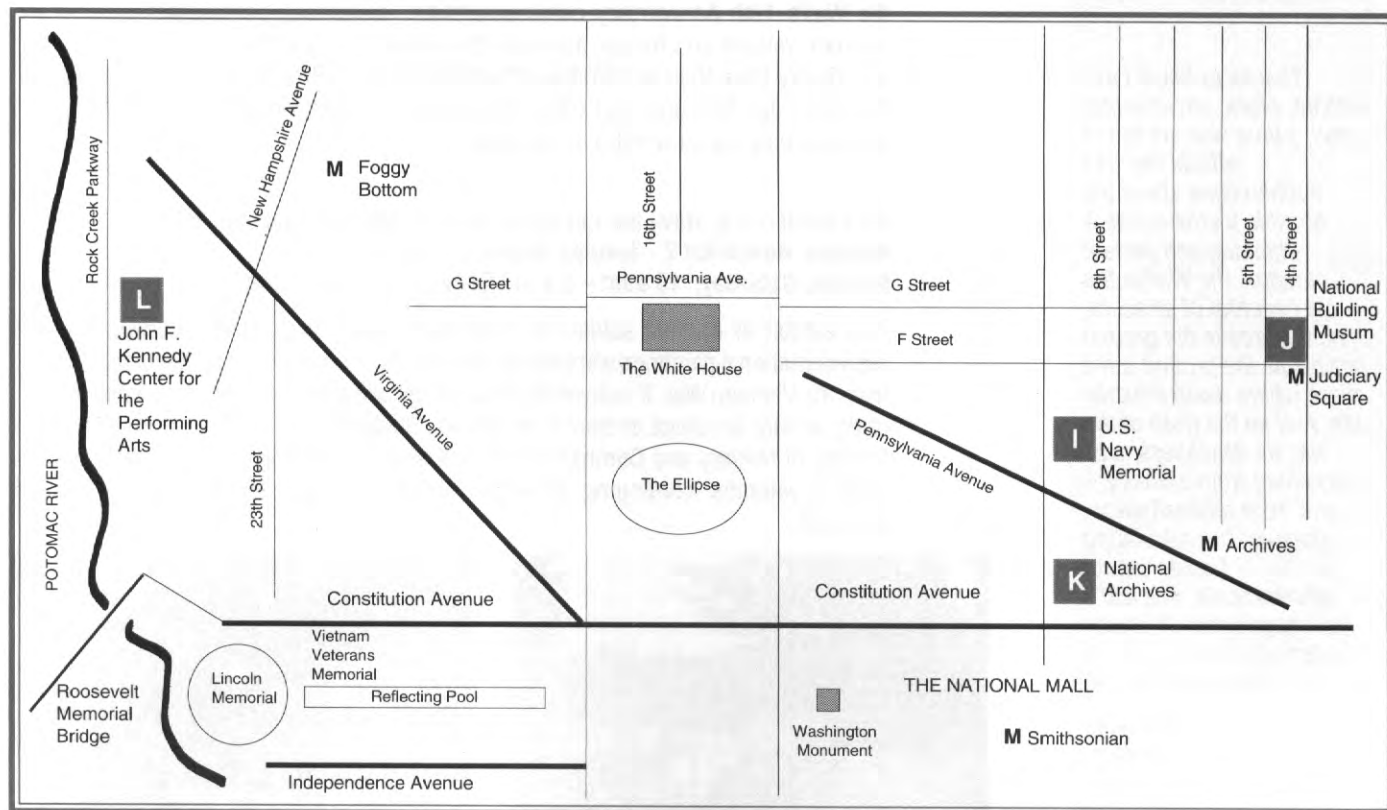 Rock Creek Parkway
New Hampshire Avenue
M Foggy
Bottom
16th Street
8th Street
5th Street
4th Street
L
John F.
Kennedy
Center for
the
Performing
Arts
G Street
Pennsylvania Ave.
G Street
National
Building
Musum
J
F Street
The White House
M Judiciary
Square
Virginia Avenue
Pennsylvania Avenue
I
U.S.
Navy
Memorial
23th Street
The Ellipse
POTOMAC RIVER
M Archives
K
National
Archives
Constitution Avenue
Constitution Avenue
Vietnam
Veterans
Memorial
Lincoln
Memorial
Reflecting Pool
Roosevelt
Memorial
Bridge
THE NATIONAL MALL
Washington
Monument
M Smithsonian
Independence Avenue